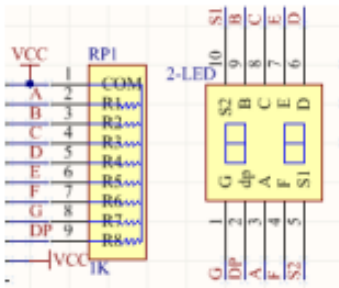 VCC
RP1
1 COM
A 2 R1
B 3 R2
C 4 R3
D 5 R4
E 6 R5
F 7 R6
G 8 R7
DP 9 R8
VCC
1K
2-LED
S1 B C E D
10 9 8 7 6
S2 B C E D
G dp A F S1
1 2 3 4 5
G DP A F S2